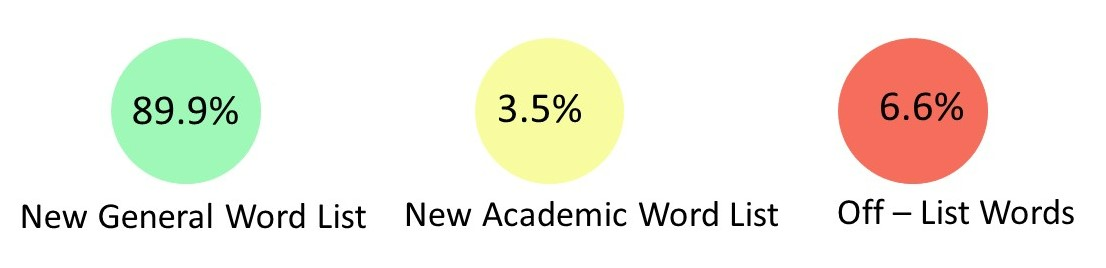 89.9%
3.5%
6.6%
New General Word List
New Academic Word List
Off – List Words